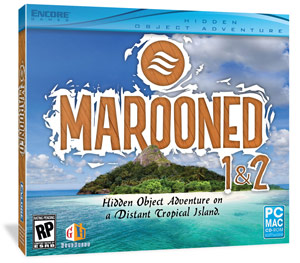 ENCORE
GAMES
HIDDEN
OBJECT ADVENTURE
MAROONED
1&2
Hidden Object Adventure on
a Distant Tropical Island.
RP
ESRB
PC
MAC
CD-ROM